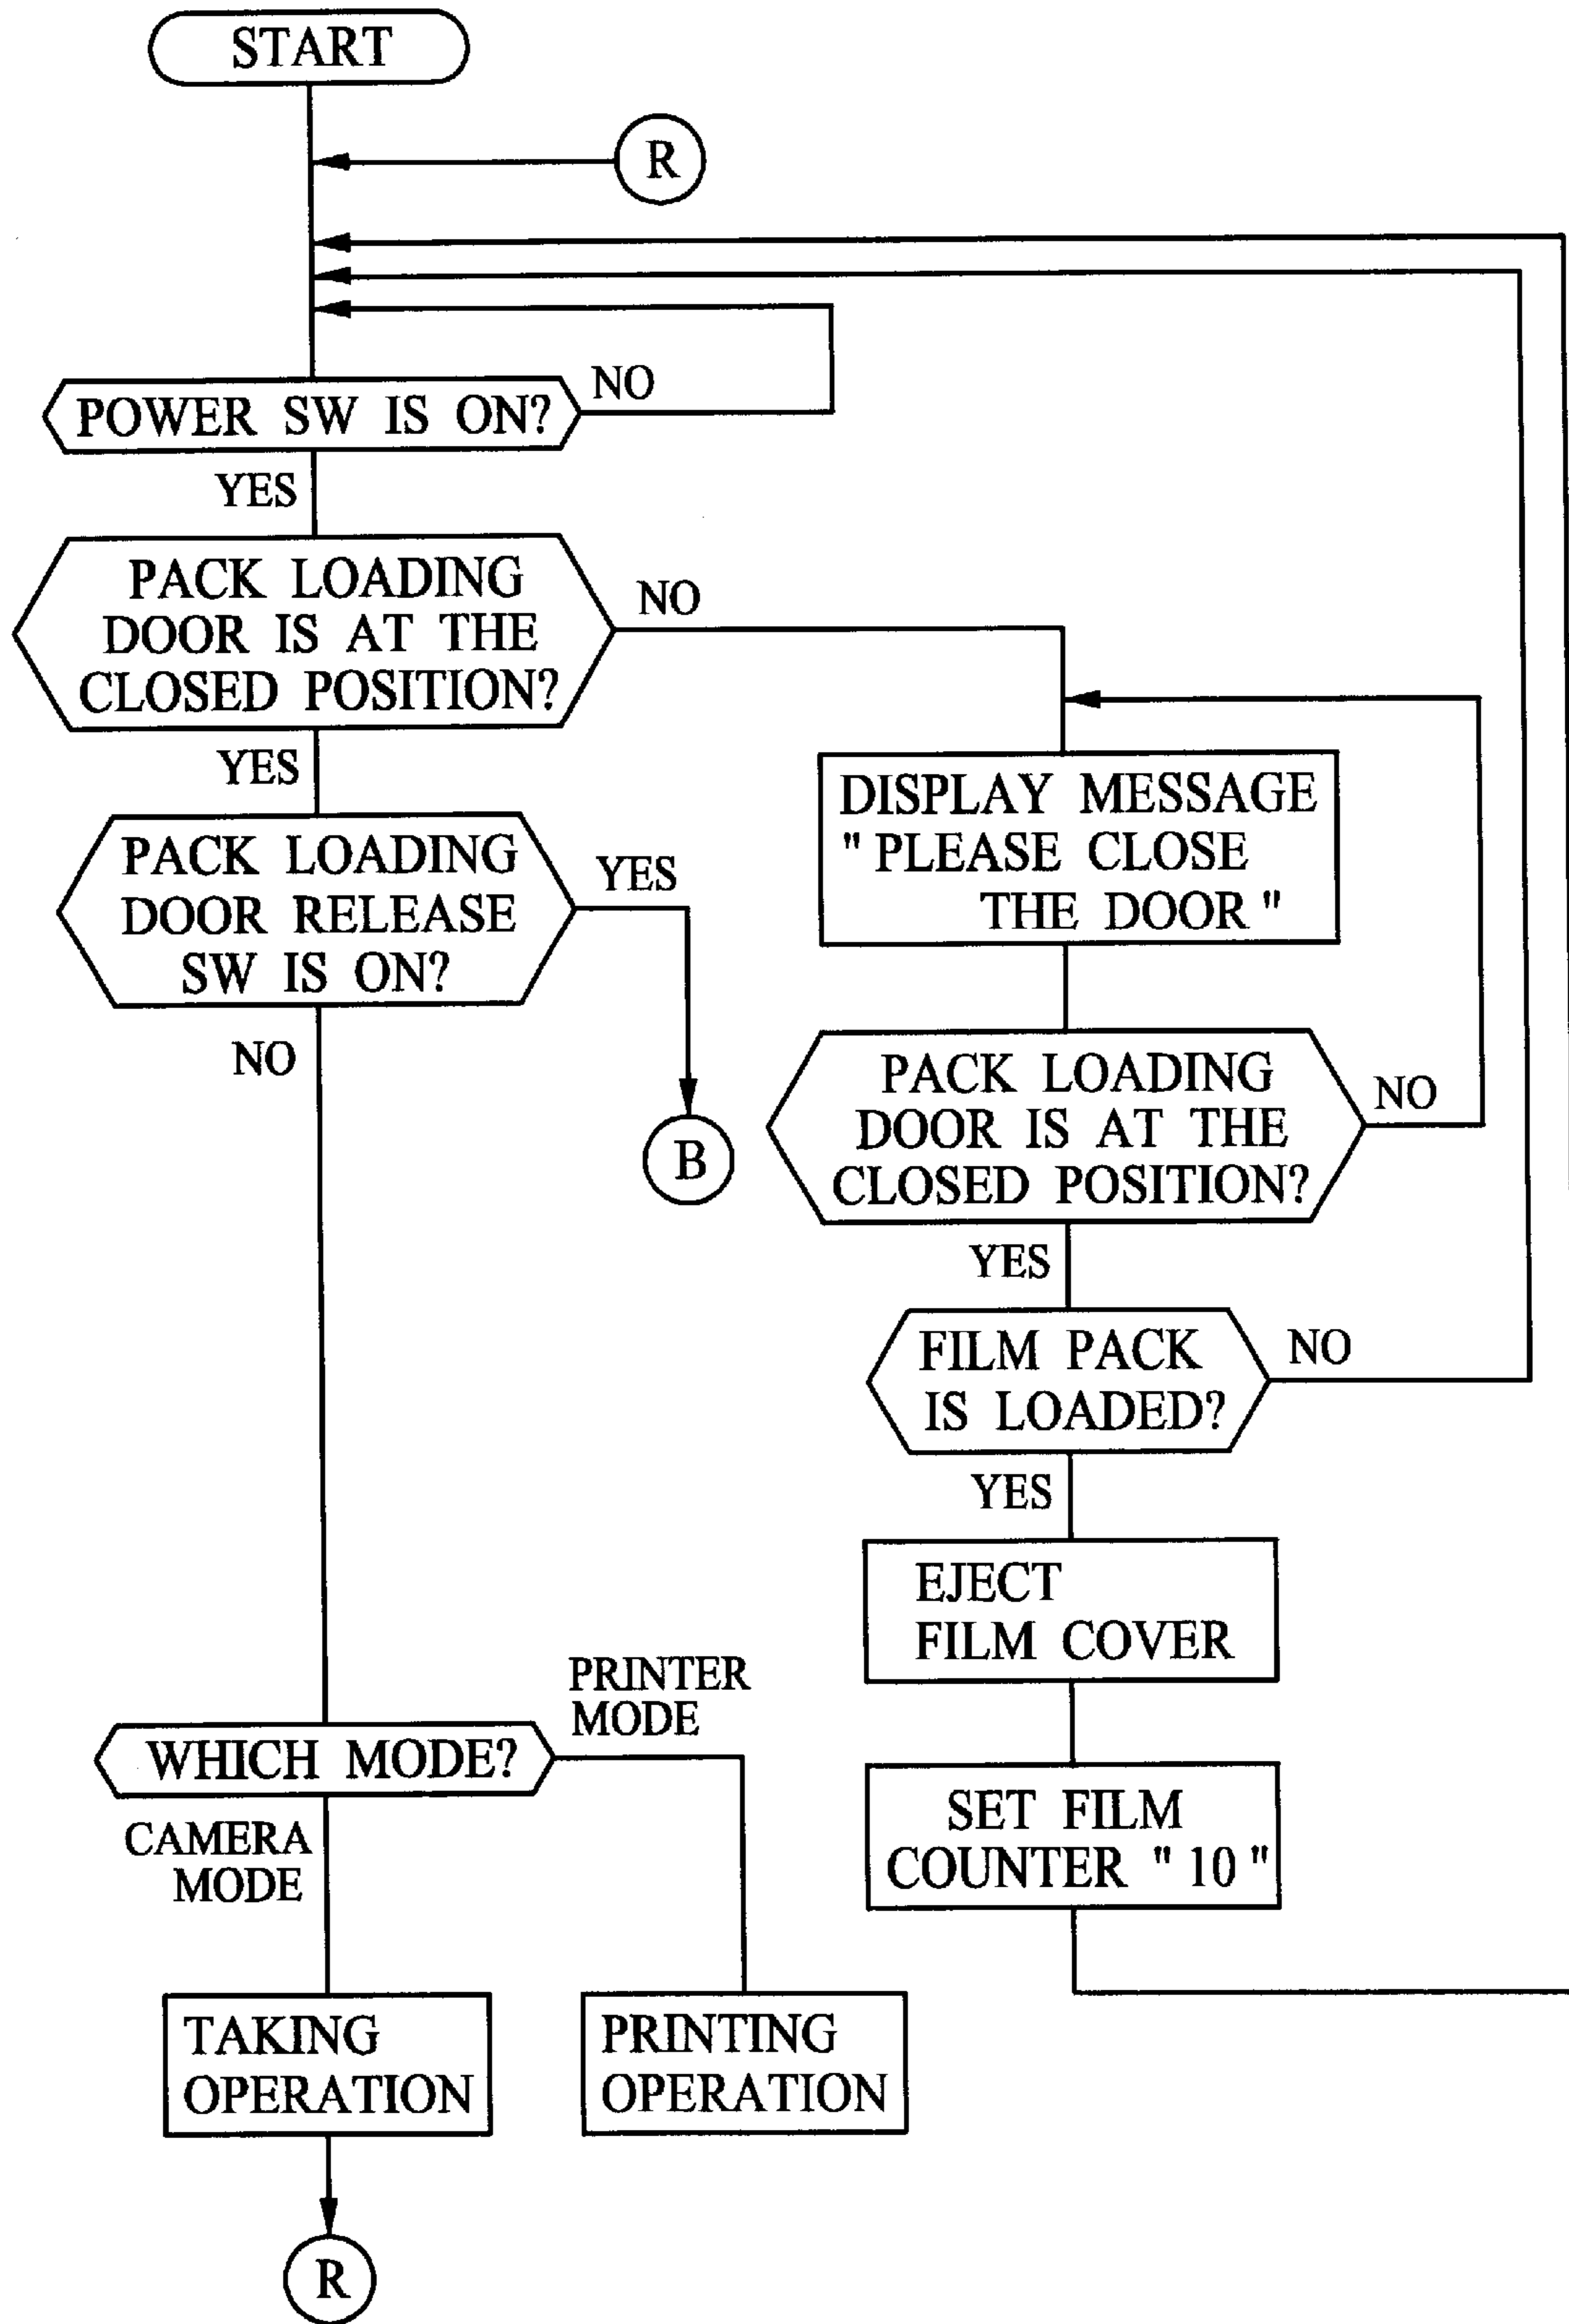 START
R
POWER SW IS ON?
NO
YES
PACK LOADING
DOOR IS AT THE
CLOSED POSITION?
NO
YES
PACK LOADING
DOOR RELEASE
SW IS ON?
YES
NO
B
DISPLAY MESSAGE
" PLEASE CLOSE
THE DOOR "
PACK LOADING
DOOR IS AT THE
CLOSED POSITION?
NO
YES
FILM PACK
IS LOADED?
NO
YES
EJECT
FILM COVER
SET FILM
COUNTER " 10 "
WHICH MODE?
PRINTER
MODE
CAMERA
MODE
TAKING
OPERATION
PRINTING
OPERATION
R